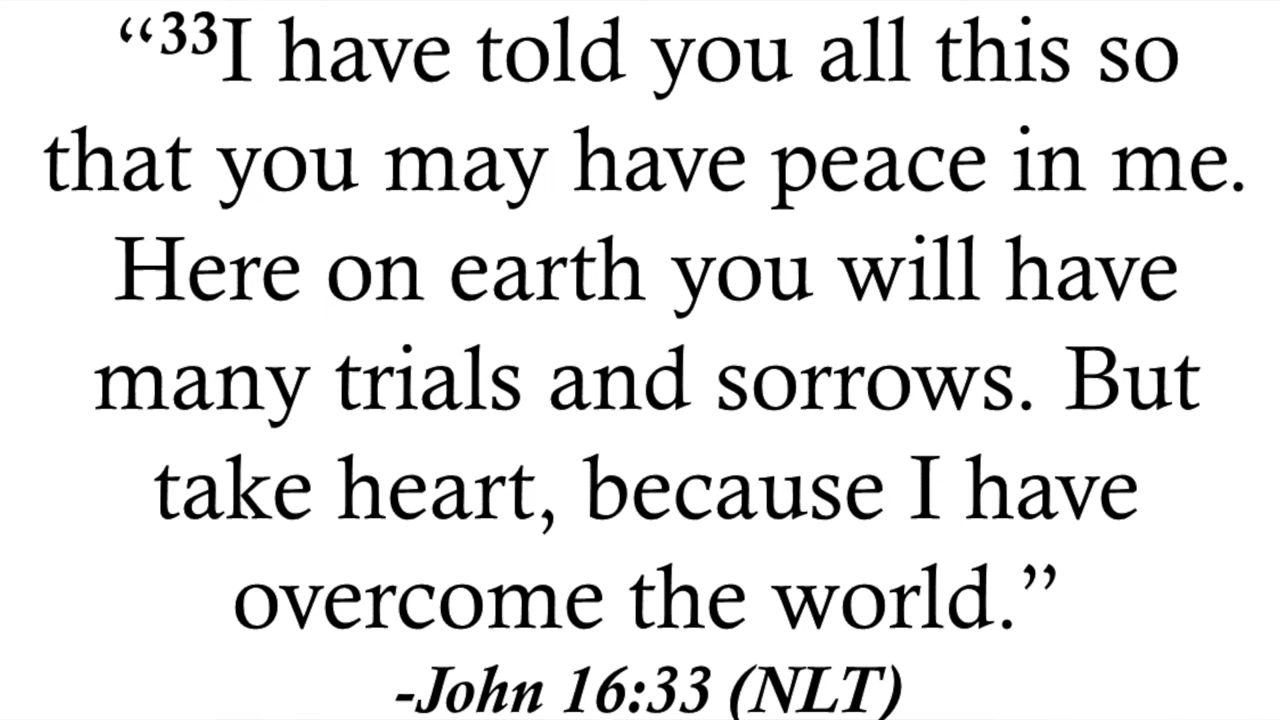 “33I have told you all this so
that you may have peace in me.
Here on earth you will have
many trials and sorrows. But
take heart, because I have
overcome the world.”
-John 16:33 (NLT)